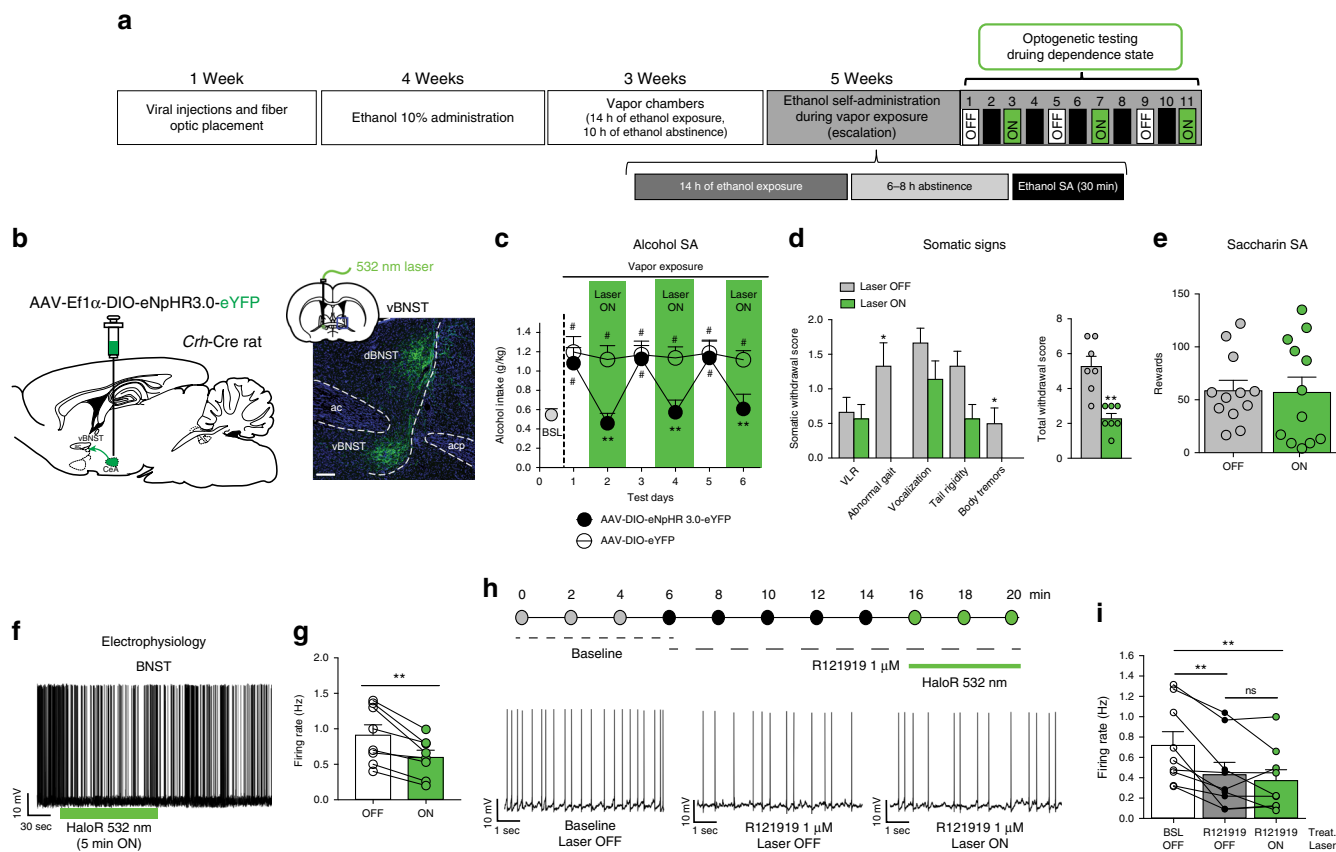 a
Optogenetic testing
druing dependence state
1 Week
4 Weeks
3 Weeks
5 Weeks
Viral injections and fiber
optic placement
Ethanol 10% administration
Vapor chambers
(14 h of ethanol exposure,
10 h of ethanol abstinence)
Ethanol self-administration
during vapor exposure
(escalation)
1 2 3 4 5 6 7 8 9 10 11
OFF ON OFF ON OFF ON
14 h of ethanol exposure
6–8 h abstinence
Ethanol SA (30 min)
b
AAV-Ef1α-DIO-eNpHR3.0-eYFP
Crh-Cre rat
vBNST
ac
CeA
532 nm laser
vBNST
dBNST
ac
vBNST
acp
c
Alcohol SA
Vapor exposure
Laser
ON
Laser
ON
Laser
ON
Alcohol intake (g/kg)
1.4
1.2
1.0
0.8
0.6
0.4
0.2
0.0
BSL
# # # # # #
# # #
** ** **
0 1 2 3 4 5 6
Test days
AAV-DIO-eNpHR 3.0-eYFP
AAV-DIO-eYFP
d
Somatic signs
Laser OFF
Laser ON
Somatic withdrawal score
2.0
1.5
1.0
0.5
0.0
*
*
VLR
Abnormal gait
Vocalization
Tail rigidity
Body tremors
Total withdrawal score
8
6
4
2
0
**
e
Saccharin SA
Rewards
150
100
50
0
OFF ON
f
Electrophysiology
BNST
10 mV
30 sec
HaloR 532 nm
(5 min ON)
g
Firing rate (Hz)
2.0
1.5
1.0
0.5
0.0
**
OFF ON
h
0 2 4 6 8 10 12 14 16 18 20 min
Baseline
R121919 1 µM
HaloR 532 nm
10 mV
1 sec
Baseline
Laser OFF
10 mV
1 sec
R121919 1 µM
Laser OFF
10 mV
1 sec
R121919 1 µM
Laser ON
i
Firing rate (Hz)
1.6
1.4
1.2
1.0
0.8
0.6
0.4
0.2
0.0
**
**
ns
BSL R121919 R121919 Treat.
OFF OFF ON Laser